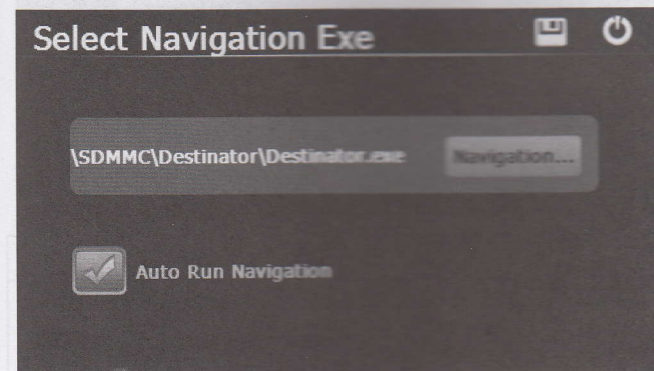 Select Navigation Exe
\SDMMC\Destinator\Destinator.exe
Navigation...
Auto Run Navigation